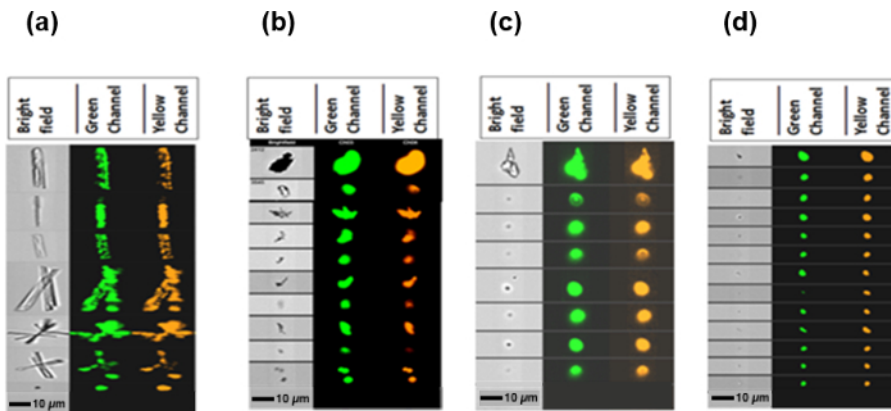 (a)
(b)
(c)
(d)
Bright field
Green Channel
Yellow Channel
Bright field
Green Channel
Yellow Channel
Bright field
Green Channel
Yellow Channel
Bright field
Green Channel
Yellow Channel
Brightfield
10 µm
10 µm
10 µm
10 µm